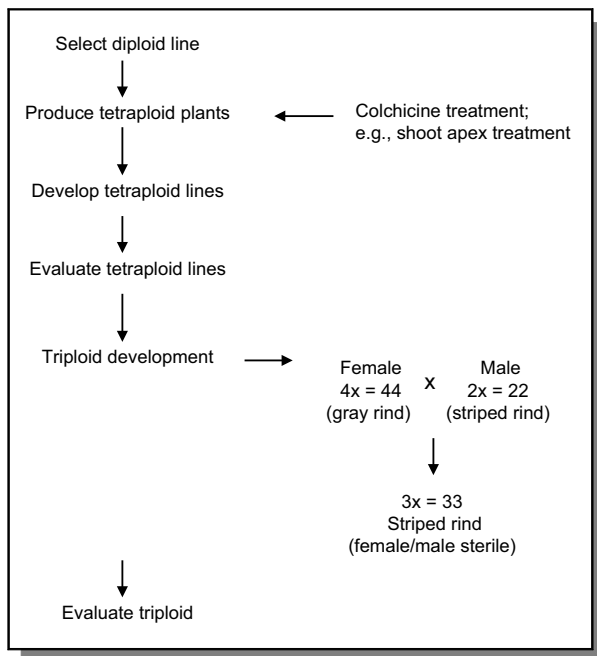 Select diploid line
Produce tetraploid plants
Colchicine treatment;
e.g., shoot apex treatment
Develop tetraploid lines
Evaluate tetraploid lines
Triploid development
Female
4x = 44
(gray rind)
x
Male
2x = 22
(striped rind)
3x = 33
Striped rind
(female/male sterile)
Evaluate triploid